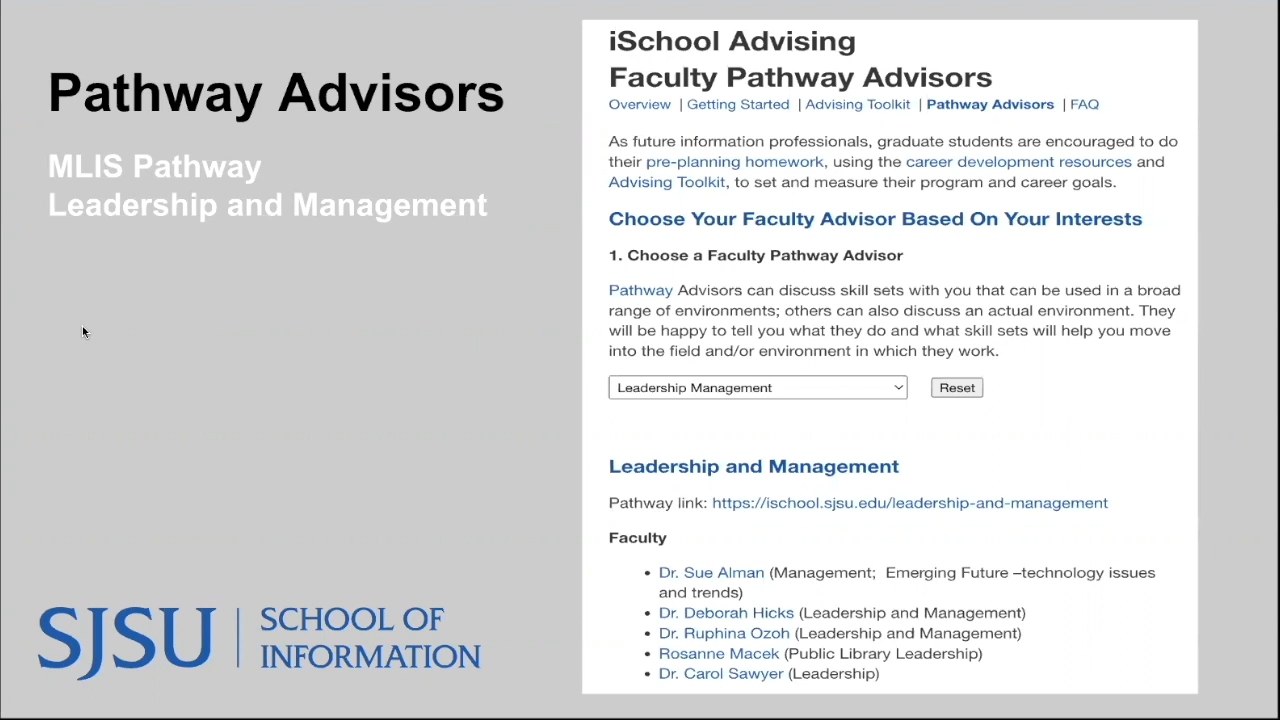 Pathway Advisors
MLIS Pathway
Leadership and Management
SJSU | SCHOOL OF
INFORMATION
iSchool Advising
Faculty Pathway Advisors
Overview | Getting Started | Advising Toolkit | Pathway Advisors | FAQ
As future information professionals, graduate students are encouraged to do
their pre-planning homework, using the career development resources and
Advising Toolkit, to set and measure their program and career goals.
Choose Your Faculty Advisor Based On Your Interests
1. Choose a Faculty Pathway Advisor
Pathway Advisors can discuss skill sets with you that can be used in a broad
range of environments; others can also discuss an actual environment. They
will be happy to tell you what they do and what skill sets will help you move
into the field and/or environment in which they work.
Leadership Management Reset
Leadership and Management
Pathway link: https://ischool.sjsu.edu/leadership-and-management
Faculty
• Dr. Sue Alman (Management; Emerging Future –technology issues
and trends)
• Dr. Deborah Hicks (Leadership and Management)
• Dr. Ruphina Ozoh (Leadership and Management)
• Rosanne Macek (Public Library Leadership)
• Dr. Carol Sawyer (Leadership)